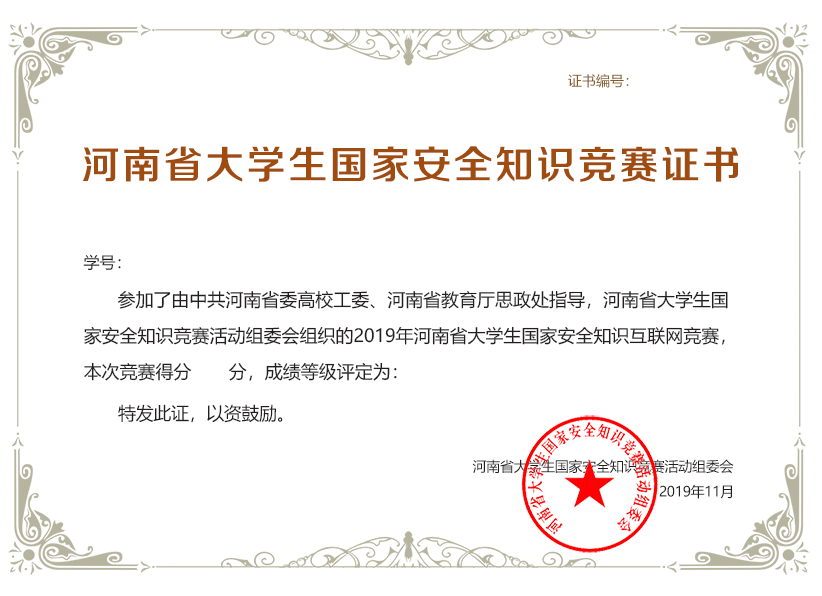 证书编号：
河南省大学生国家安全知识竞赛证书
学号：
参加了由中共河南省委高校工委、河南省教育厅思政处指导，河南省大学生国
家安全知识竞赛活动组委会组织的2019年河南省大学生国家安全知识互联网竞赛，
本次竞赛得分 分，成绩等级评定为：
特发此证，以资鼓励。
河南省大学生国家安全知识竞赛活动组委会
2019年11月
河南省大学生国家安全知识竞赛活动组委会